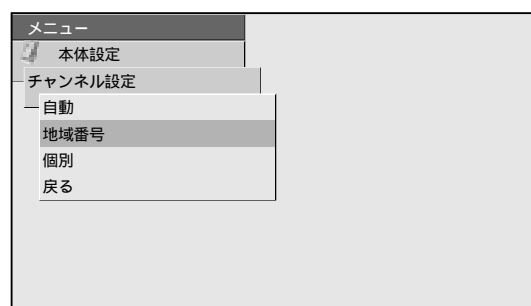 メニュー
本体設定
チャンネル設定
自動
地域番号
個別
戻る